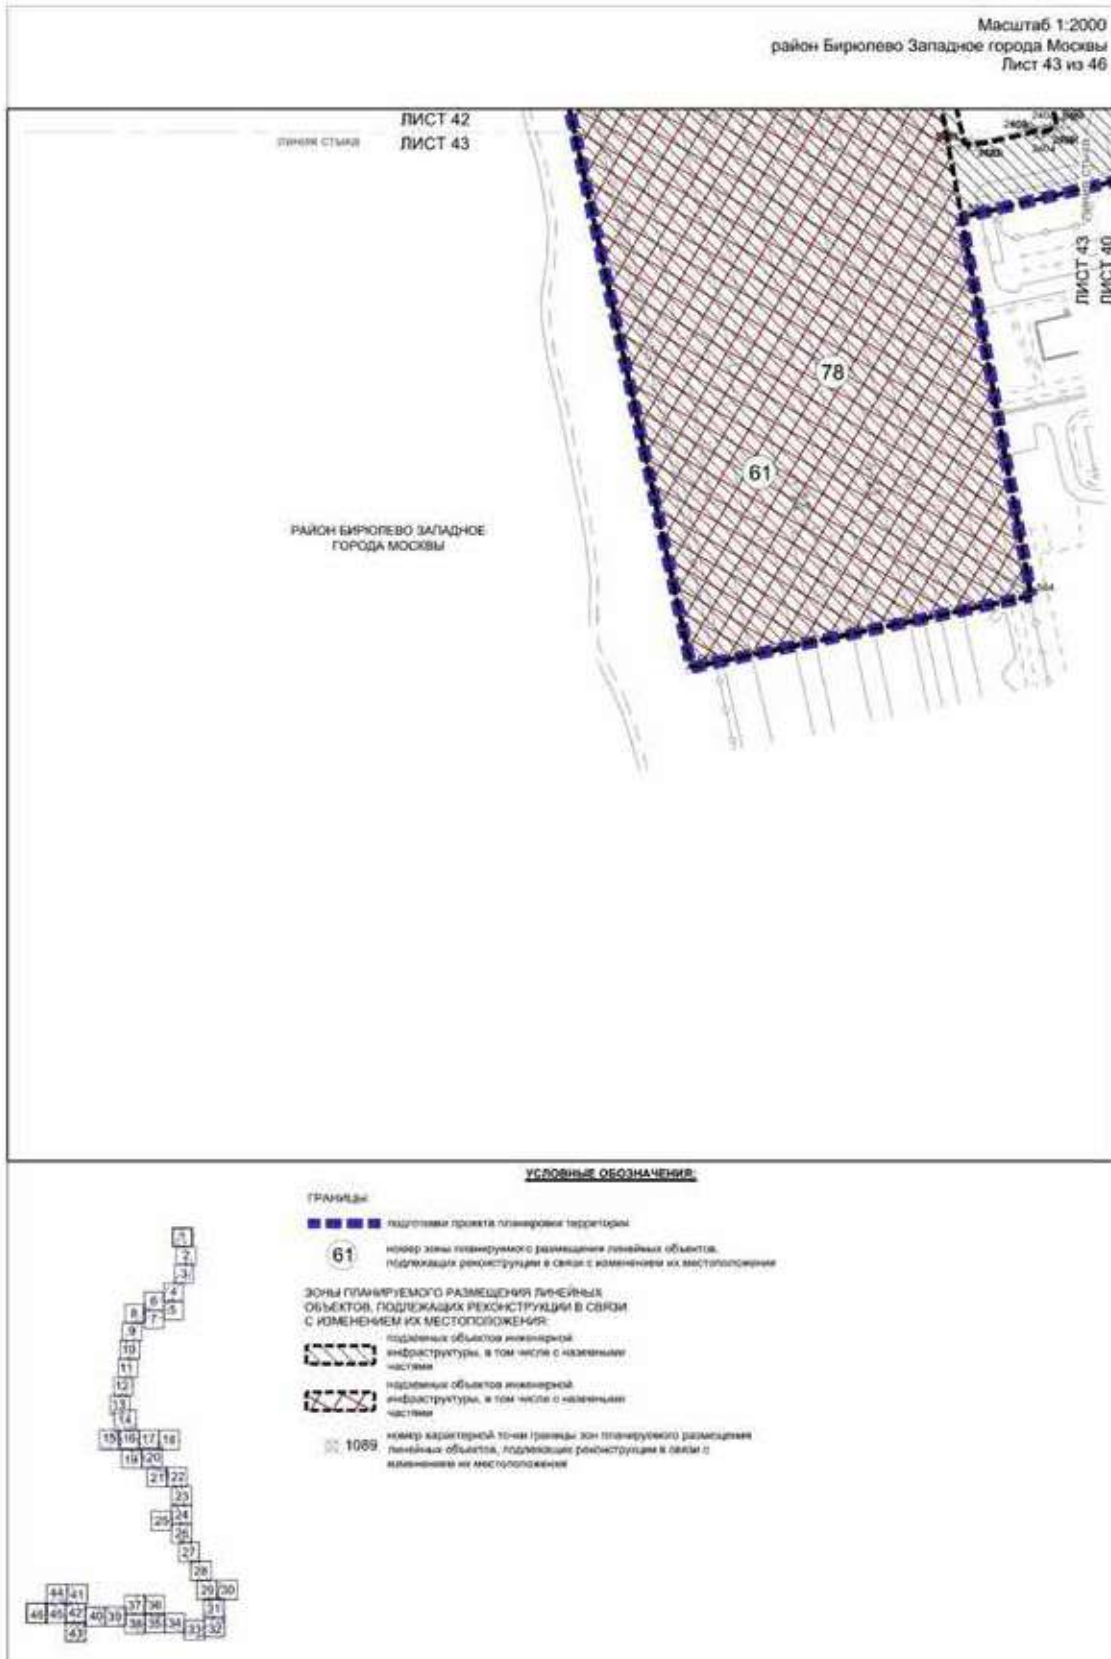 Масштаб 1:2000
район Бирюлево Западное города Москвы
Лист 43 из 46
ЛИСТ 42
линия стыка
ЛИСТ 43
2604
линия стыка
ЛИСТ 43
ЛИСТ 40
78
61
РАЙОН БИРЮЛЕВО ЗАПАДНОЕ
ГОРОДА МОСКВЫ
УСЛОВНЫЕ ОБОЗНАЧЕНИЯ:
ГРАНИЦЫ
подготовки проекта планировки территории
61
номер зоны планируемого размещения линейных объектов,
подлежащих реконструкции в связи с изменением их местоположения
ЗОНЫ ПЛАНИРУЕМОГО РАЗМЕЩЕНИЯ ЛИНЕЙНЫХ
ОБЪЕКТОВ, ПОДЛЕЖАЩИХ РЕКОНСТРУКЦИИ В СВЯЗИ
С ИЗМЕНЕНИЕМ ИХ МЕСТОПОЛОЖЕНИЯ:
подземных объектов инженерной
инфраструктуры, в том числе с наземными
частями
надземных объектов инженерной
инфраструктуры, в том числе с наземными
частями
1089
номер характерной точки границы зон планируемого размещения
линейных объектов, подлежащих реконструкции в связи с
изменением их местоположения
1
2
3
4
6
5
8
7
9
10
11
12
13
14
15 16 17 18
19 20
21 22
23
24
25
26
27
28
29 30
44 41
37 36
31
46 45 42 40 39 38 35 34 33 32
43